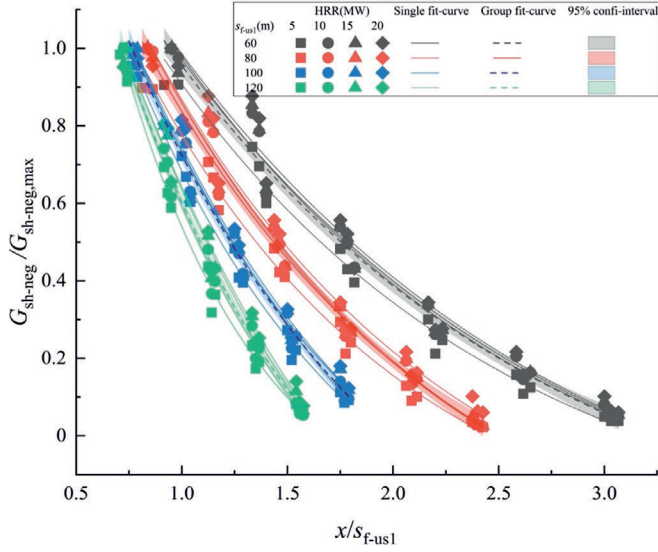 HRR(MW) Single fit-curve Group fit-curve 95% confi-interval
s_f-us1(m) 5 10 15 20
60
80
100
120
G_sh-neg/G_sh-neg,max
1.0
0.8
0.6
0.4
0.2
0
0.5 1.0 1.5 2.0 2.5 3.0
x/s_f-us1